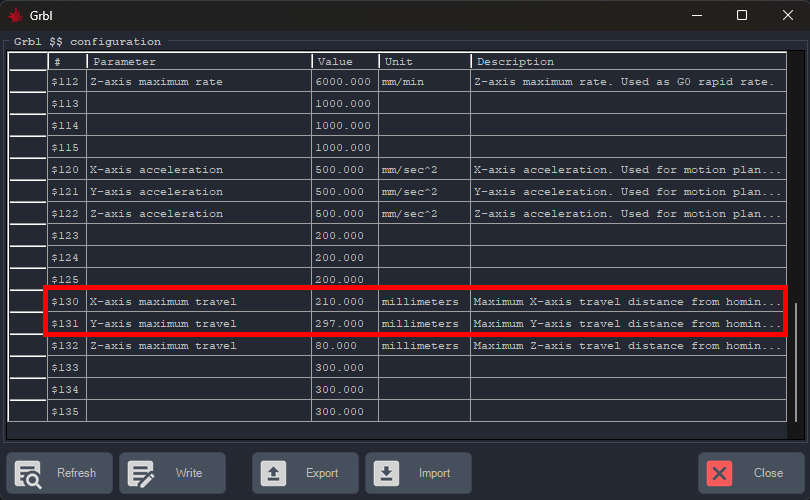 Grbl
Grbl $$ configuration
# Parameter Value Unit Description
$112 Z-axis maximum rate 6000.000 mm/min Z-axis maximum rate. Used as G0 rapid rate.
$113 1000.000
$114 1000.000
$115 1000.000
$120 X-axis acceleration 500.000 mm/sec^2 X-axis acceleration. Used for motion plan...
$121 Y-axis acceleration 500.000 mm/sec^2 Y-axis acceleration. Used for motion plan...
$122 Z-axis acceleration 500.000 mm/sec^2 Z-axis acceleration. Used for motion plan...
$123 200.000
$124 200.000
$125 200.000
$130 X-axis maximum travel 210.000 millimeters Maximum X-axis travel distance from homin...
$131 Y-axis maximum travel 297.000 millimeters Maximum Y-axis travel distance from homin...
$132 Z-axis maximum travel 80.000 millimeters Maximum Z-axis travel distance from homin...
$133 300.000
$134 300.000
$135 300.000
Refresh Write Export Import Close